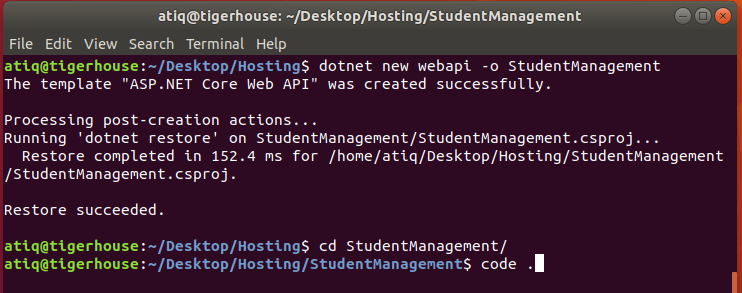 atiq@tigerhouse: ~/Desktop/Hosting/StudentManagement
File Edit View Search Terminal Help
atiq@tigerhouse:~/Desktop/Hosting$ dotnet new webapi -o StudentManagement
The template "ASP.NET Core Web API" was created successfully.
Processing post-creation actions...
Running 'dotnet restore' on StudentManagement/StudentManagement.csproj...
Restore completed in 152.4 ms for /home/atiq/Desktop/Hosting/StudentManagement
/StudentManagement.csproj.
Restore succeeded.
atiq@tigerhouse:~/Desktop/Hosting$ cd StudentManagement/
atiq@tigerhouse:~/Desktop/Hosting/StudentManagement$ code .